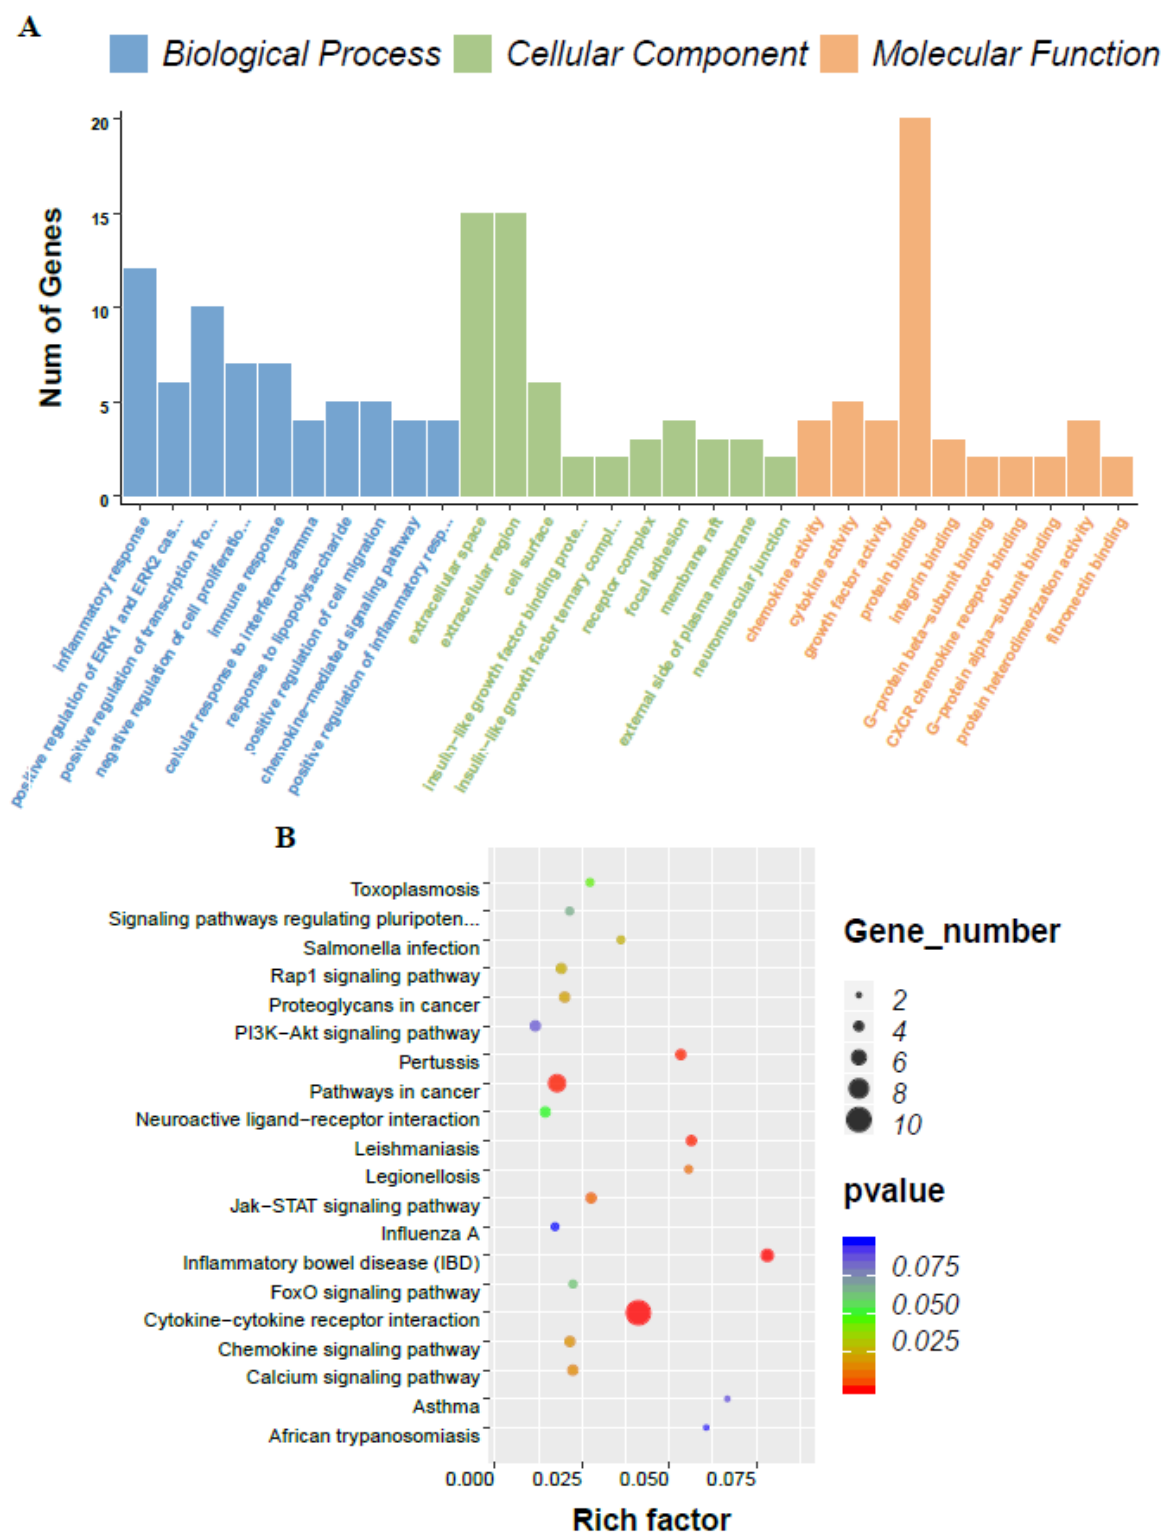 A
Biological Process Cellular Component Molecular Function
Num of Genes
20
15
10
5
0
inflammatory response
positive regulation of ERK1 and ERK2 cas...
positive regulation of transcription fro...
negative regulation of cell proliferatio...
immune response
cellular response to interferon-gamma
response to lipopolysaccharide
positive regulation of cell migration
chemokine-mediated signaling pathway
positive regulation of inflammatory resp...
extracellular space
extracellular region
cell surface
insulin-like growth factor binding prote...
insulin-like growth factor ternary compl...
receptor complex
focal adhesion
membrane raft
external side of plasma membrane
neuromuscular junction
chemokine activity
cytokine activity
growth factor activity
protein binding
integrin binding
G-protein beta-subunit binding
CXCR chemokine receptor binding
G-protein alpha-subunit binding
protein heterodimerization activity
fibronectin binding
B
Toxoplasmosis
Signaling pathways regulating pluripoten...
Salmonella infection
Rap1 signaling pathway
Proteoglycans in cancer
PI3K-Akt signaling pathway
Pertussis
Pathways in cancer
Neuroactive ligand-receptor interaction
Leishmaniasis
Legionellosis
Jak-STAT signaling pathway
Influenza A
Inflammatory bowel disease (IBD)
FoxO signaling pathway
Cytokine-cytokine receptor interaction
Chemokine signaling pathway
Calcium signaling pathway
Asthma
African trypanosomiasis
0.000 0.025 0.050 0.075
Rich factor
Gene_number
2
4
6
8
10
pvalue
0.075
0.050
0.025